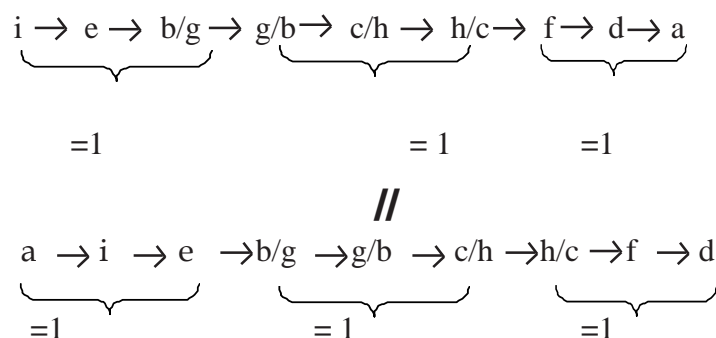 i → e → b/g → g/b → c/h → h/c → f → d → a
=1 = 1 =1
//
a → i → e → b/g → g/b → c/h → h/c → f → d
=1 = 1 =1